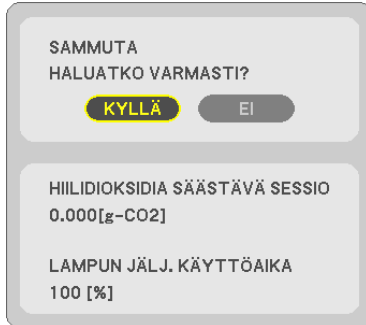 SAMMUTA
HALUATKO VARMASTI?
KYLLÄ EI
HIILIDIOKSIDIA SÄÄSTÄVÄ SESSIO
0.000[g-CO2]
LAMPUN JÄLJ. KÄYTTÖAIKA
100 [%]